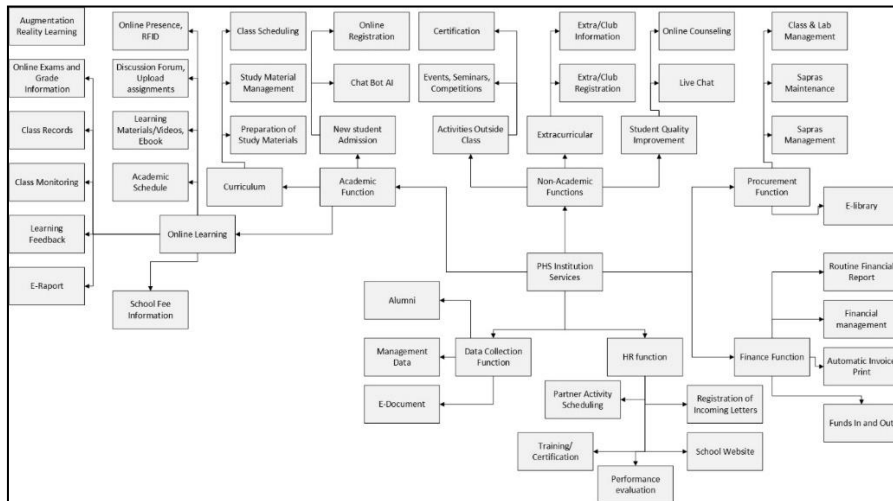 Augmentation
Reality Learning
Online Presence,
RFID
Class Scheduling
Online
Registration
Certification
Extra/Club
Information
Online Counseling
Class & Lab
Management
Online Exams and
Grade Information
Discussion Forum,
Upload
assignments
Study Material
Management
Chat Bot AI
Events, Seminars,
Competitions
Extra/Club
Registration
Live Chat
Sapras
Maintenance
Class Records
Learning
Materials/Videos,
Ebook
Preparation of
Study Materials
New student
Admission
Activities Outside
Class
Extracurricular
Student Quality
Improvement
Sapras
Management
Class Monitoring
Academic
Schedule
Curriculum
Academic
Function
Non-Academic
Functions
Procurement
Function
E-library
Learning
Feedback
Online Learning
PHS Institution
Services
Routine Financial
Report
E-Raport
School Fee
Information
Alumni
Financial
management
Management
Data
Data Collection
Function
HR function
Finance Function
Automatic Invoice
Print
E-Document
Partner Activity
Scheduling
Registration of
Incoming Letters
Funds In and Out
Training/
Certification
School Website
Performance
evaluation